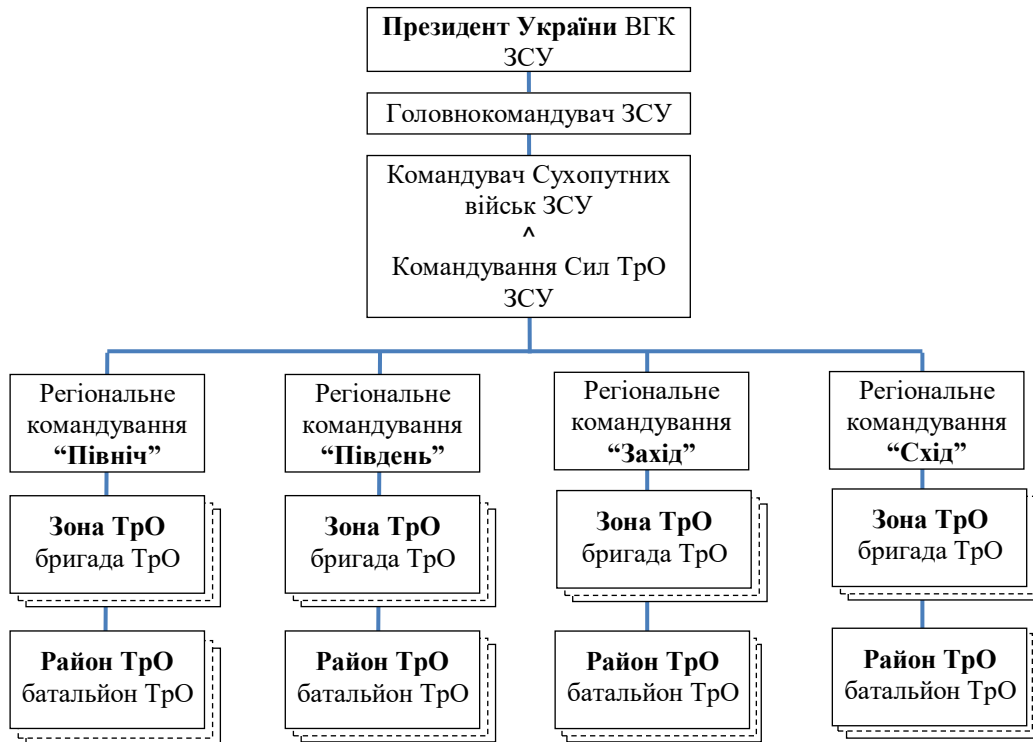 Президент України ВГК
ЗСУ
Головнокомандувач ЗСУ
Командувач Сухопутних
військ ЗСУ
^
Командування Сил ТрО
ЗСУ
Регіональне
командування
“Північ”
Регіональне
командування
“Південь”
Регіональне
командування
“Захід”
Регіональне
командування
“Схід”
Зона ТрО
бригада ТрО
Зона ТрО
бригада ТрО
Зона ТрО
бригада ТрО
Зона ТрО
бригада ТрО
Район ТрО
батальйон ТрО
Район ТрО
батальйон ТрО
Район ТрО
батальйон ТрО
Район ТрО
батальйон ТрО